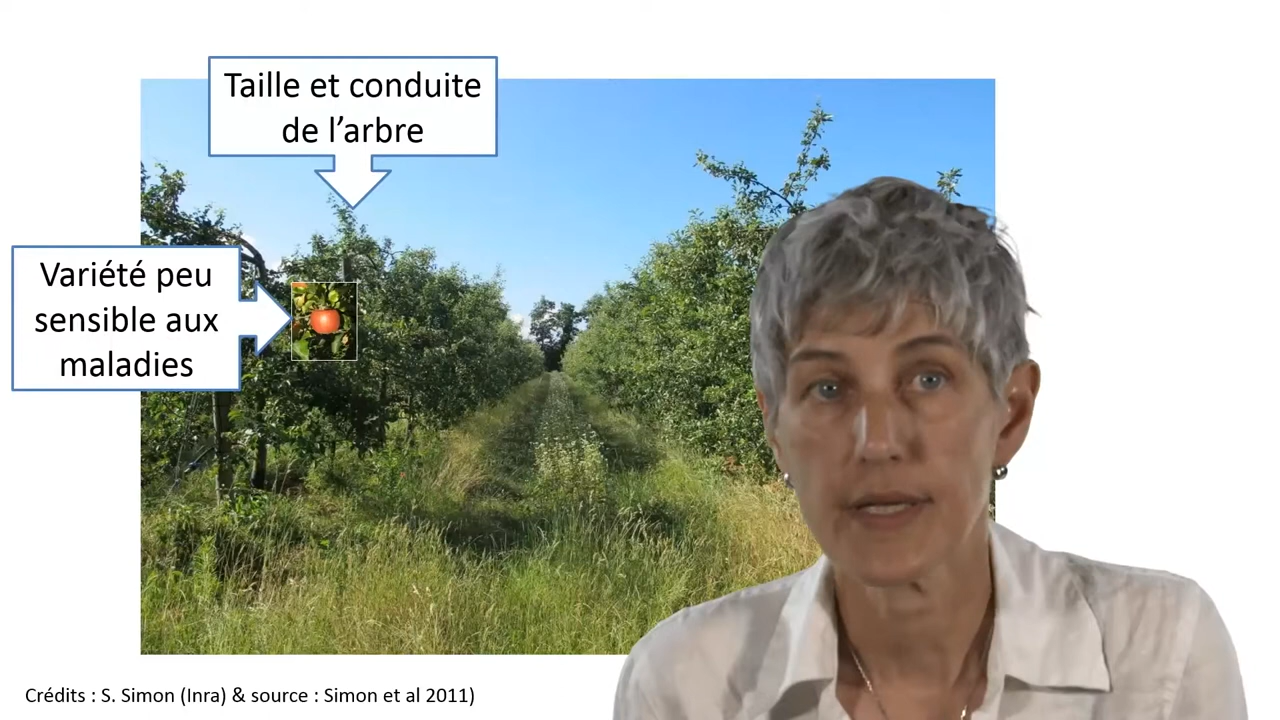 Taille et conduite
de l’arbre
Variété peu
sensible aux
maladies
Crédits : S. Simon (Inra) & source : Simon et al 2011)